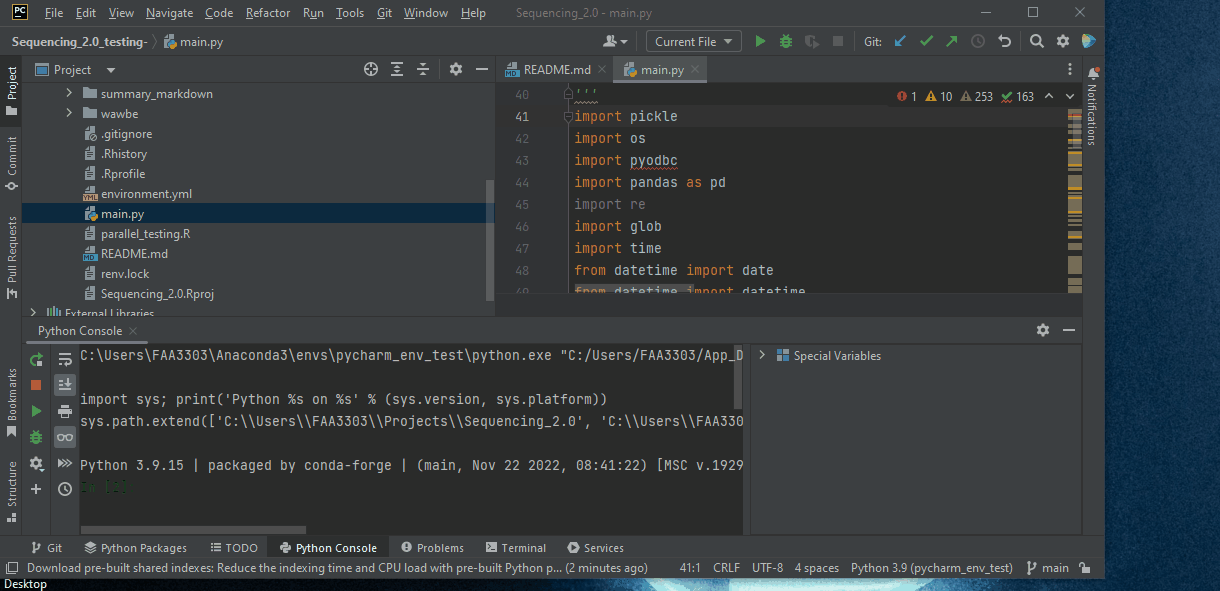 PC File Edit View Navigate Code Refactor Run Tools Git Window Help Sequencing_2.0 - main.py
Sequencing_2.0_testing- main.py Current File Git:
Project
summary_markdown
wawbe
.gitignore
.Rhistory
.Rprofile
environment.yml
main.py
parallel_testing.R
README.md
renv.lock
Sequencing_2.0.Rproj
External Libraries
README.md main.py
1 10 253 163
40 '''
41 import pickle
42 import os
43 import pyodbc
44 import pandas as pd
45 import re
46 import glob
47 import time
48 from datetime import date
49 from datetime import datetime
Project
Commit
Pull Requests
Bookmarks
Structure
Notifications
Python Console
C:\Users\FAA3303\Anaconda3\envs\pycharm_env_test\python.exe "C:/Users/FAA3303/App_D
import sys; print('Python %s on %s' % (sys.version, sys.platform))
sys.path.extend(['C:\\Users\\FAA3303\\Projects\\Sequencing_2.0', 'C:\\Users\\FAA330
Python 3.9.15 | packaged by conda-forge | (main, Nov 22 2022, 08:41:22) [MSC v.1929
Special Variables
Git Python Packages TODO Python Console Problems Terminal Services
Download pre-built shared indexes: Reduce the indexing time and CPU load with pre-built Python p... (2 minutes ago) 41:1 CRLF UTF-8 4 spaces Python 3.9 (pycharm_env_test) main
Desktop